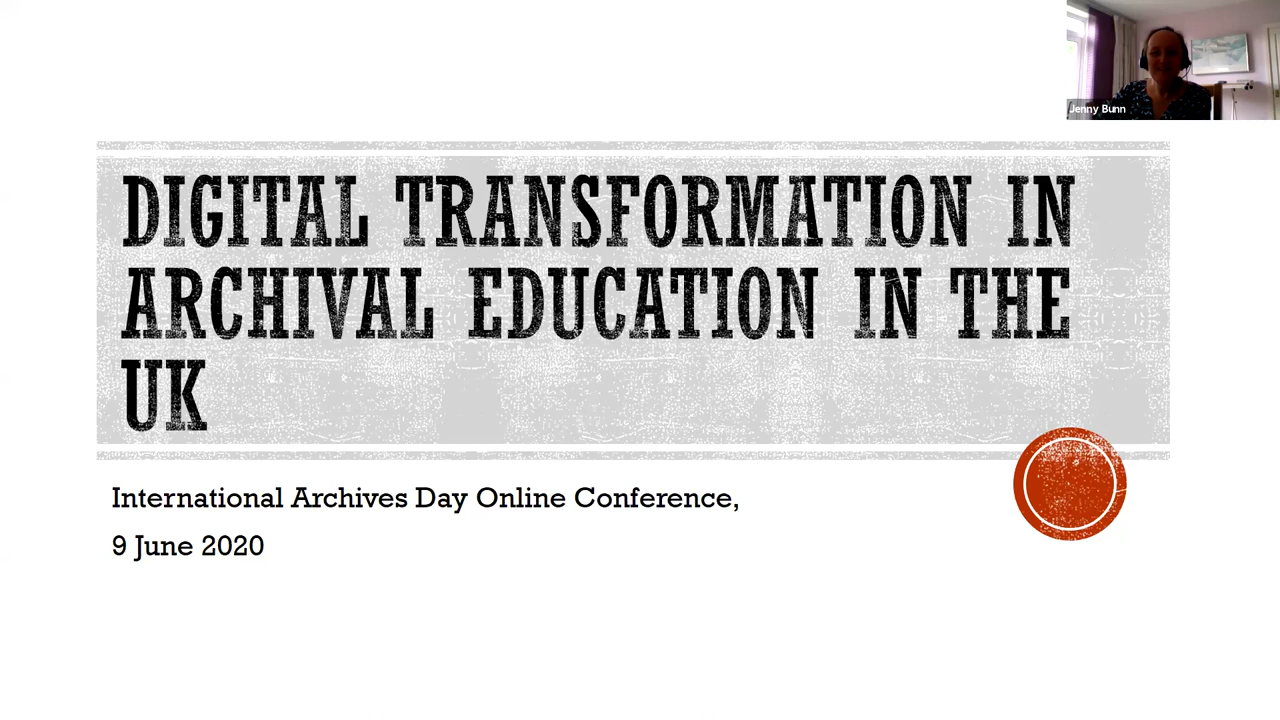 Jenny Bunn
DIGITAL TRANSFORMATION IN
ARCHIVAL EDUCATION IN THE
UK
International Archives Day Online Conference,
9 June 2020